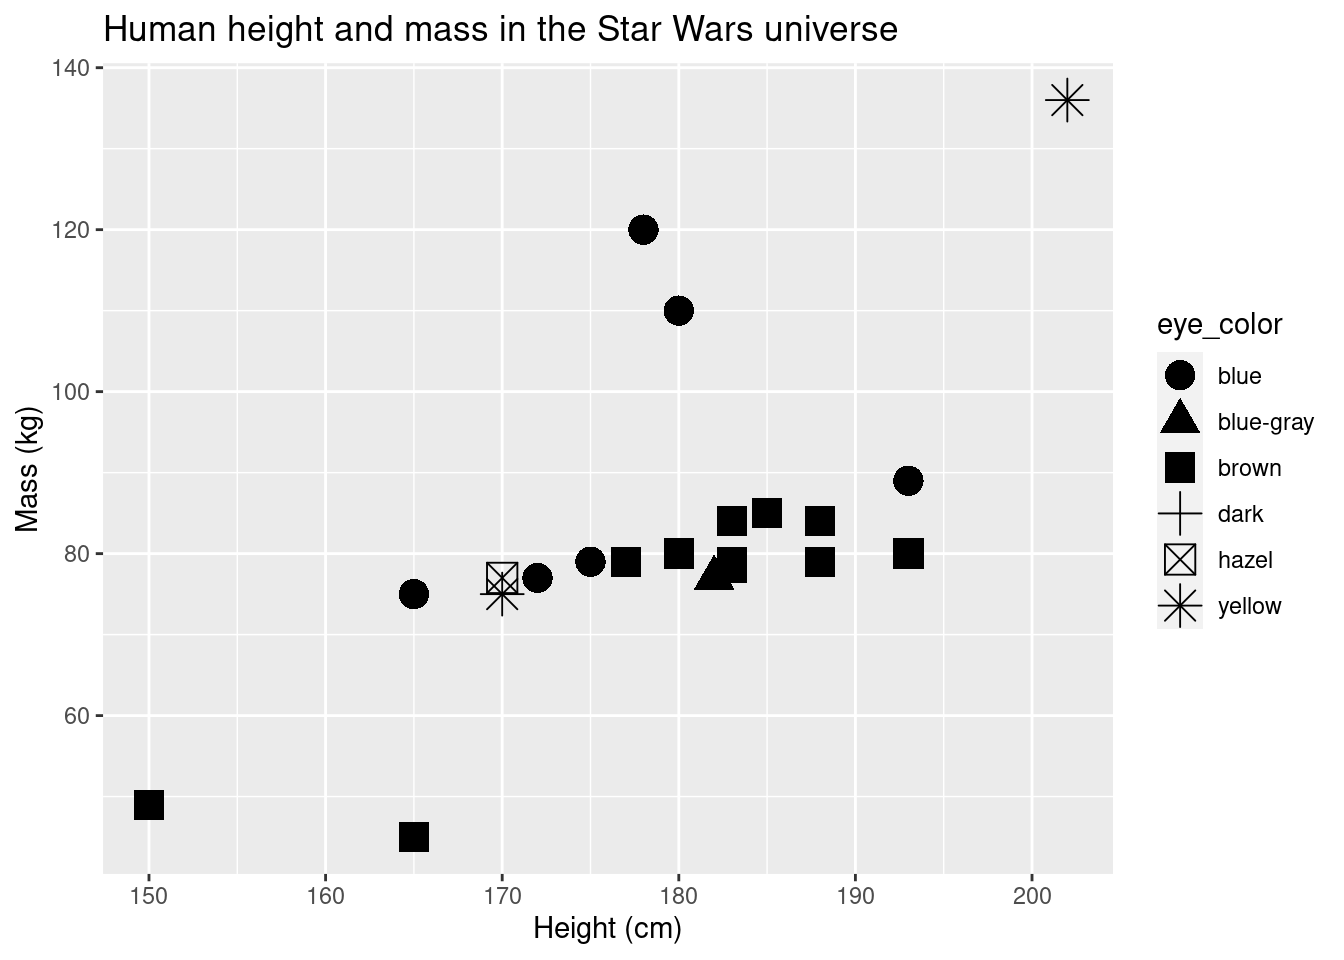 Human height and mass in the Star Wars universe
140
120
100
80
60
Mass (kg)
150 160 170 180 190 200
Height (cm)
eye_color
blue
blue-gray
brown
dark
hazel
yellow